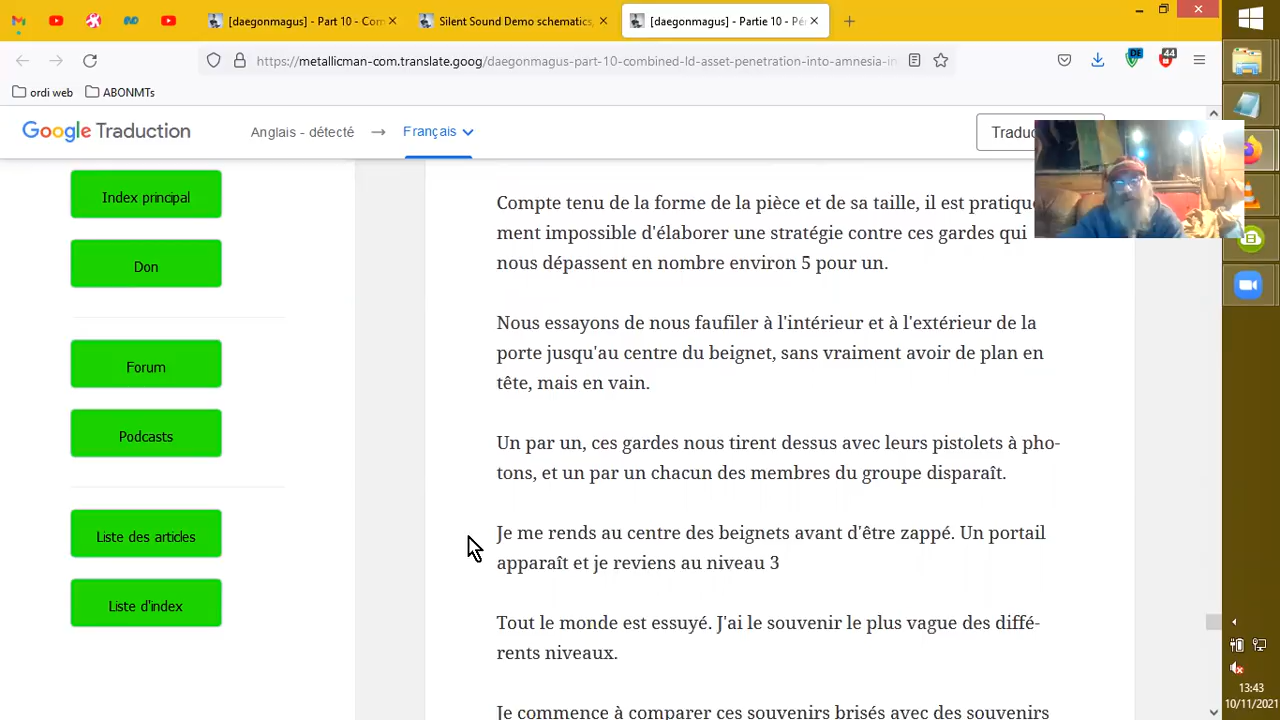 [daegonmagus] - Part 10 - Com
Silent Sound Demo schematics,
[daegonmagus] - Partie 10 - Pé
https://metallicman-com.translate.goog/daegonmagus-part-10-combined-ld-asset-penetration-into-amnesia-in
DE
44
ordi web
ABONMTs
Google Traduction
Anglais - détecté
Français
Traduc
Index principal
Don
Forum
Podcasts
Liste des articles
Liste d'index
Compte tenu de la forme de la pièce et de sa taille, il est pratique
ment impossible d'élaborer une stratégie contre ces gardes qui
nous dépassent en nombre environ 5 pour un.
Nous essayons de nous faufiler à l'intérieur et à l'extérieur de la
porte jusqu'au centre du beignet, sans vraiment avoir de plan en
tête, mais en vain.
Un par un, ces gardes nous tirent dessus avec leurs pistolets à pho-
tons, et un par un chacun des membres du groupe disparaît.
Je me rends au centre des beignets avant d'être zappé. Un portail
apparaît et je reviens au niveau 3
Tout le monde est essuyé. J'ai le souvenir le plus vague des diffé-
rents niveaux.
Je commence à comparer ces souvenirs brisés avec des souvenirs
13:43
10/11/2021